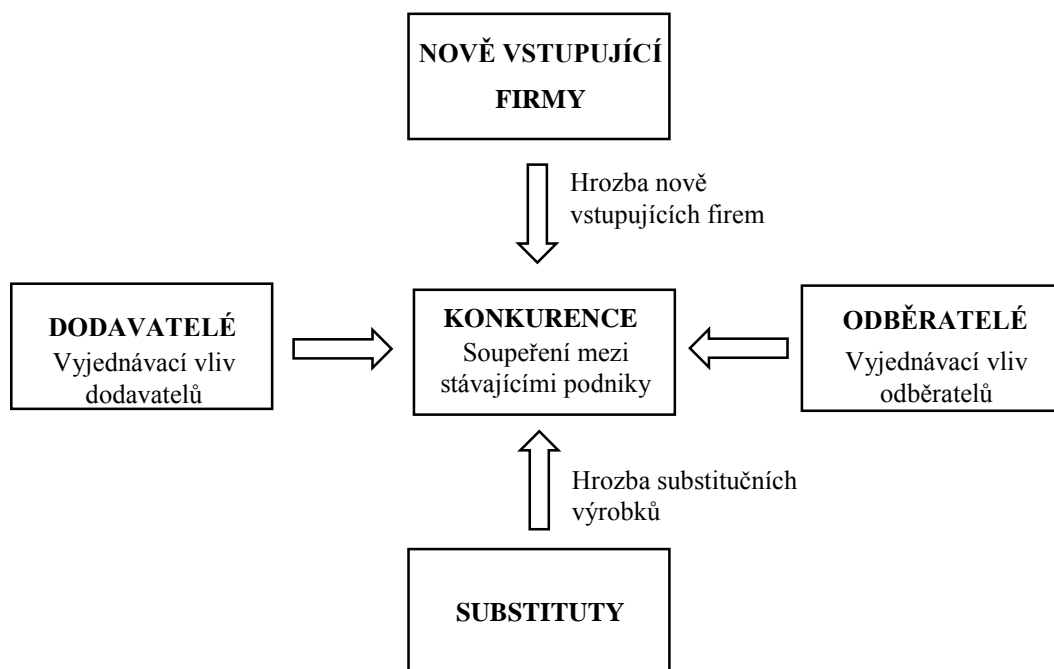 NOVĚ VSTUPUJÍCÍ
FIRMY
Hrozba nově
vstupujících firem
DODAVATELÉ
Vyjednávací vliv
dodavatelů
KONKURENCE
Soupeření mezi
stávajícími podniky
ODBĚRATELÉ
Vyjednávací vliv
odběratelů
Hrozba substitučních
výrobků
SUBSTITUTY